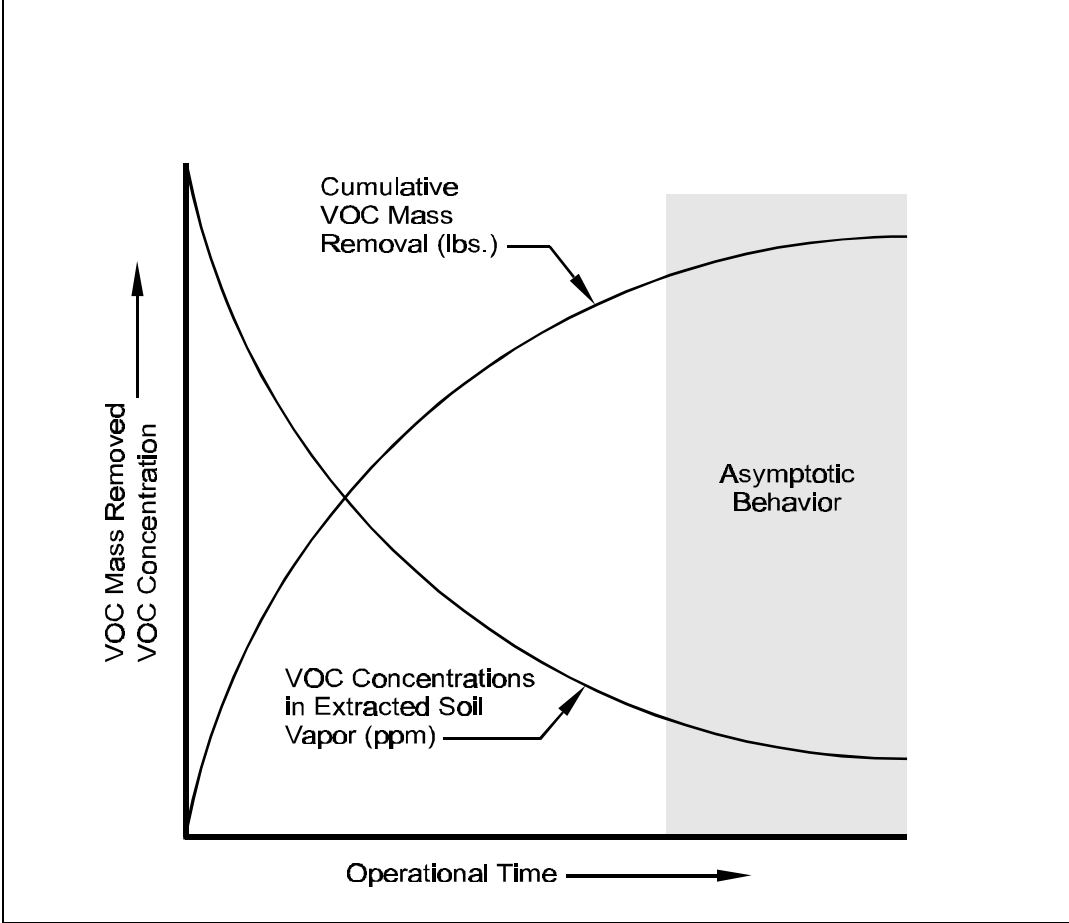 Cumulative
VOC Mass
Removal (lbs.)
VOC Mass Removed
VOC Concentration
Asymptotic
Behavior
VOC Concentrations
in Extracted Soil
Vapor (ppm)
Operational Time